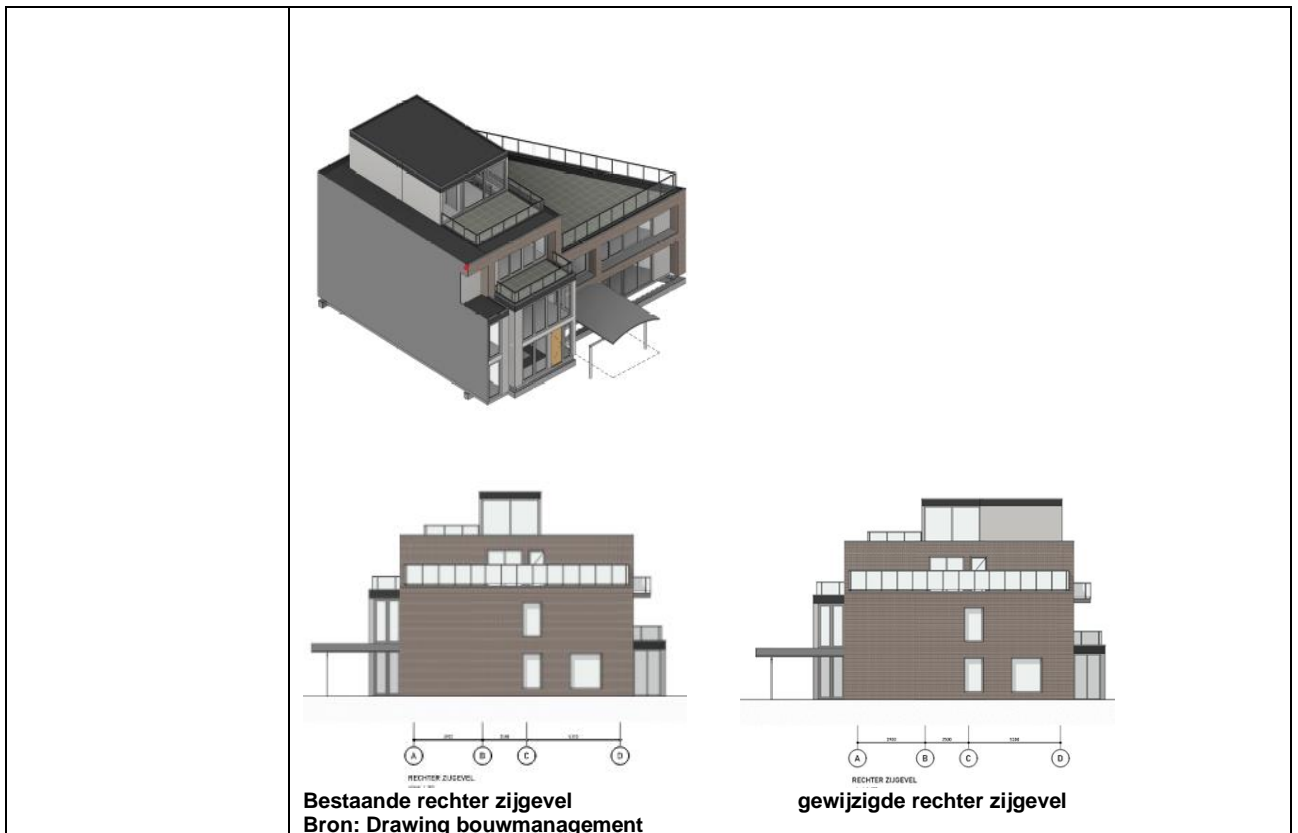 A B C D
RECHTER ZIJGEVEL
A B C D
RECHTER ZIJGEVEL
Bestaande rechter zijgevel gewijzigde rechter zijgevel
Bron: Drawing bouwmanagement